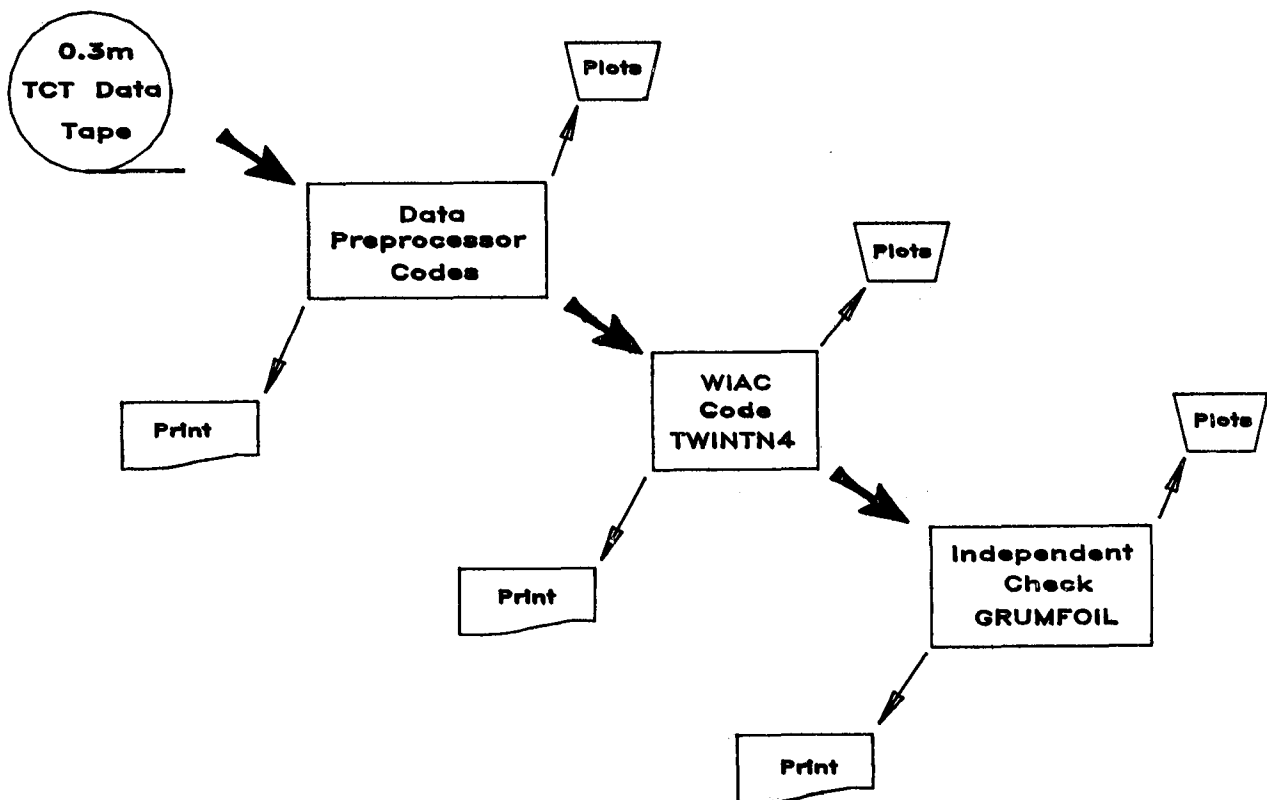 0.3m
TCT Data
Tape
Plots
Data
Preprocessor
Codes
Plots
Print
WIAC
Code
TWINTN4
Plots
Print
Independent
Check
GRUMFOIL
Print